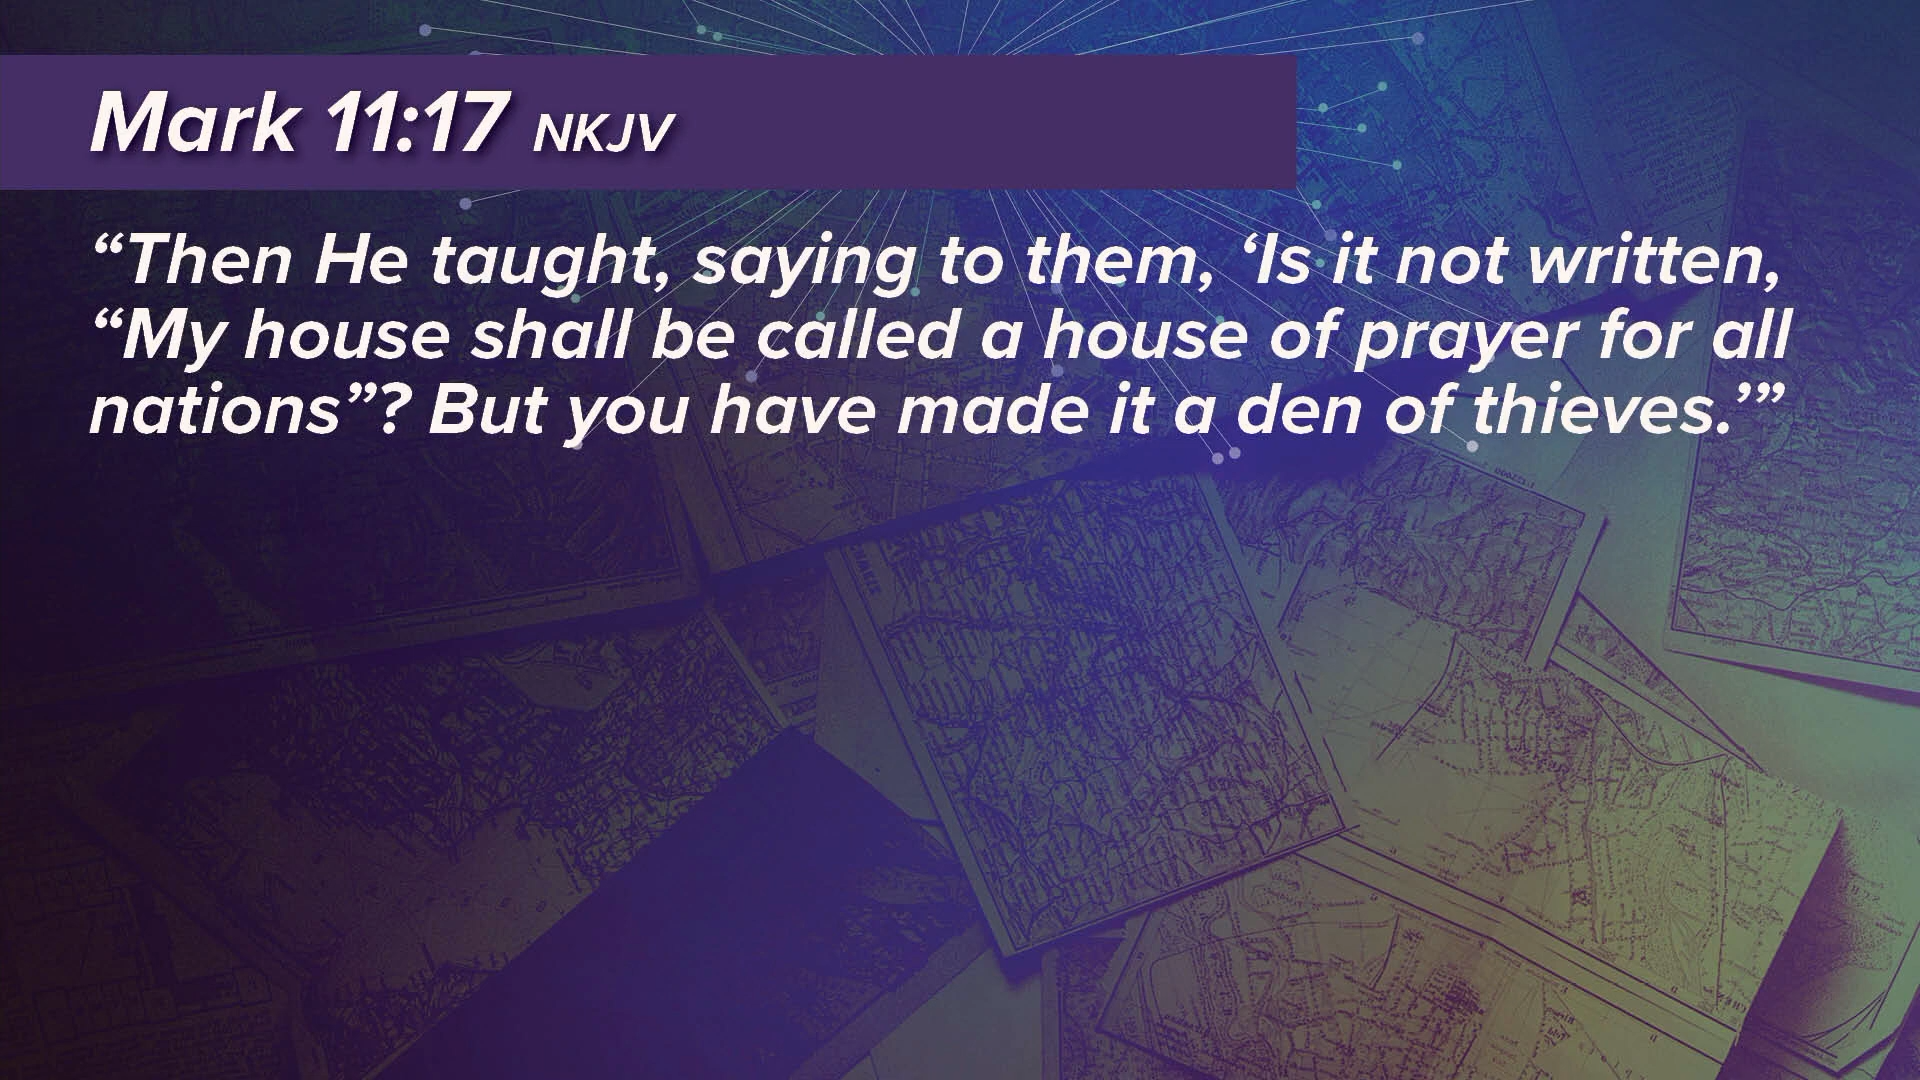 Mark 11:17 NKJV
“Then He taught, saying to them, ‘Is it not written,
“My house shall be called a house of prayer for all
nations”? But you have made it a den of thieves.’”